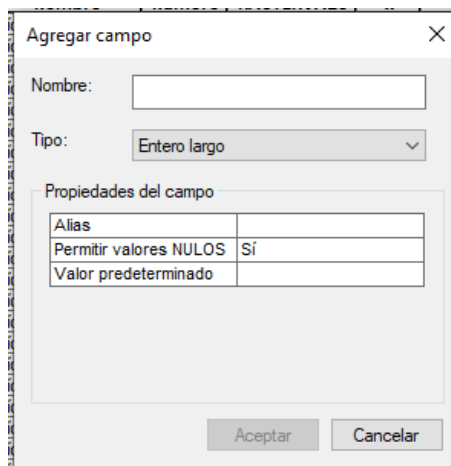 Agregar campo
Nombre:
Tipo: Entero largo
Propiedades del campo
Alias
Permitir valores NULOS Sí
Valor predeterminado
Aceptar Cancelar